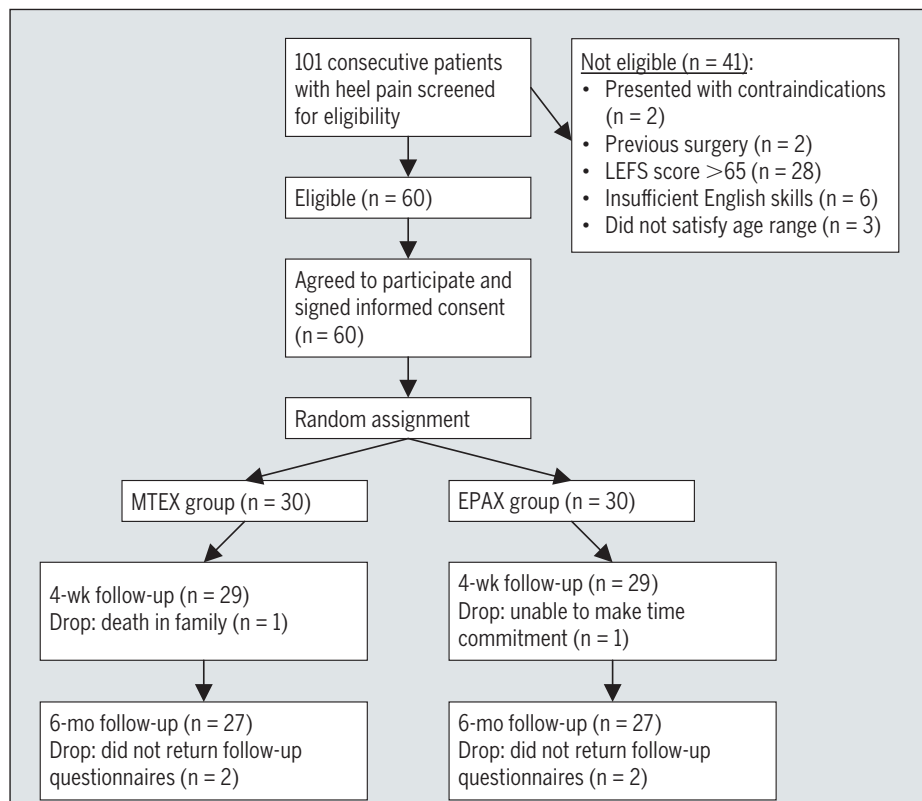 101 consecutive patients
with heel pain screened
for eligibility
Not eligible (n = 41):
• Presented with contraindications
(n = 2)
• Previous surgery (n = 2)
• LEFS score >65 (n = 28)
• Insufficient English skills (n = 6)
• Did not satisfy age range (n = 3)
Eligible (n = 60)
Agreed to participate and
signed informed consent
(n = 60)
Random assignment
MTEX group (n = 30)
EPAX group (n = 30)
4-wk follow-up (n = 29)
Drop: death in family (n = 1)
4-wk follow-up (n = 29)
Drop: unable to make time
commitment (n = 1)
6-mo follow-up (n = 27)
Drop: did not return follow-up
questionnaires (n = 2)
6-mo follow-up (n = 27)
Drop: did not return follow-up
questionnaires (n = 2)